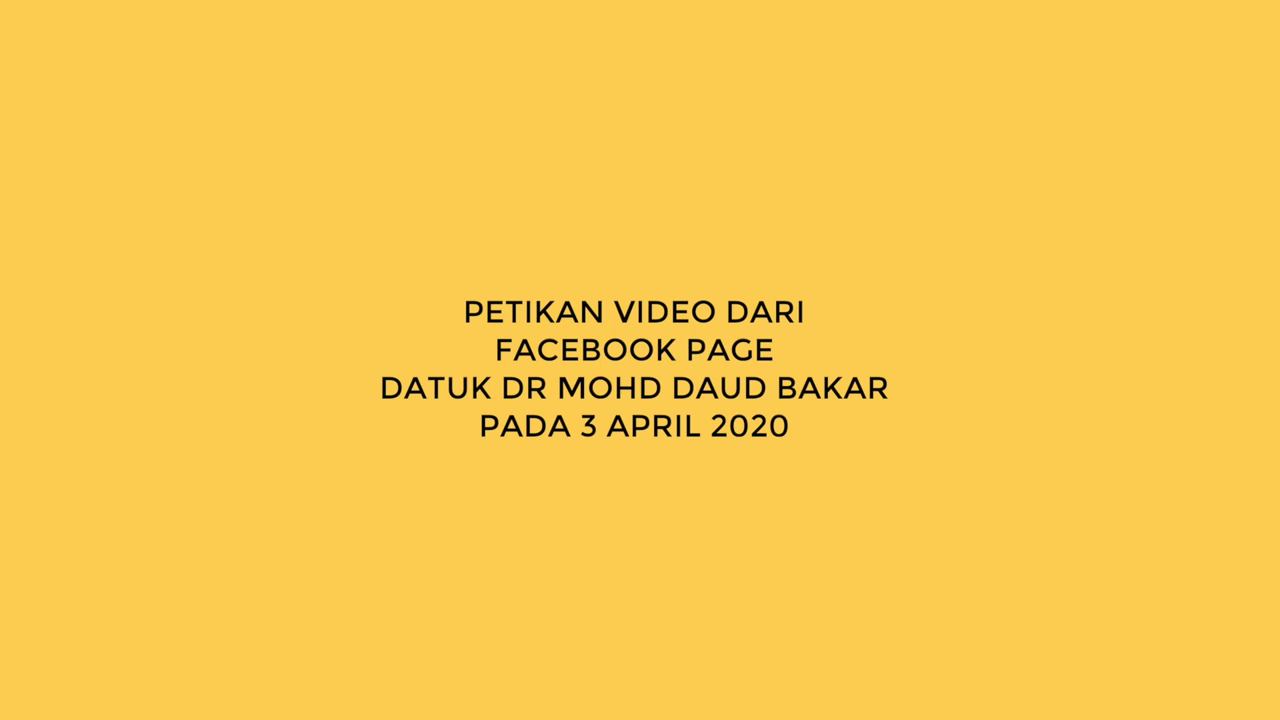 PETIKAN VIDEO DARI
FACEBOOK PAGE
DATUK DR MOHD DAUD BAKAR
PADA 3 APRIL 2020